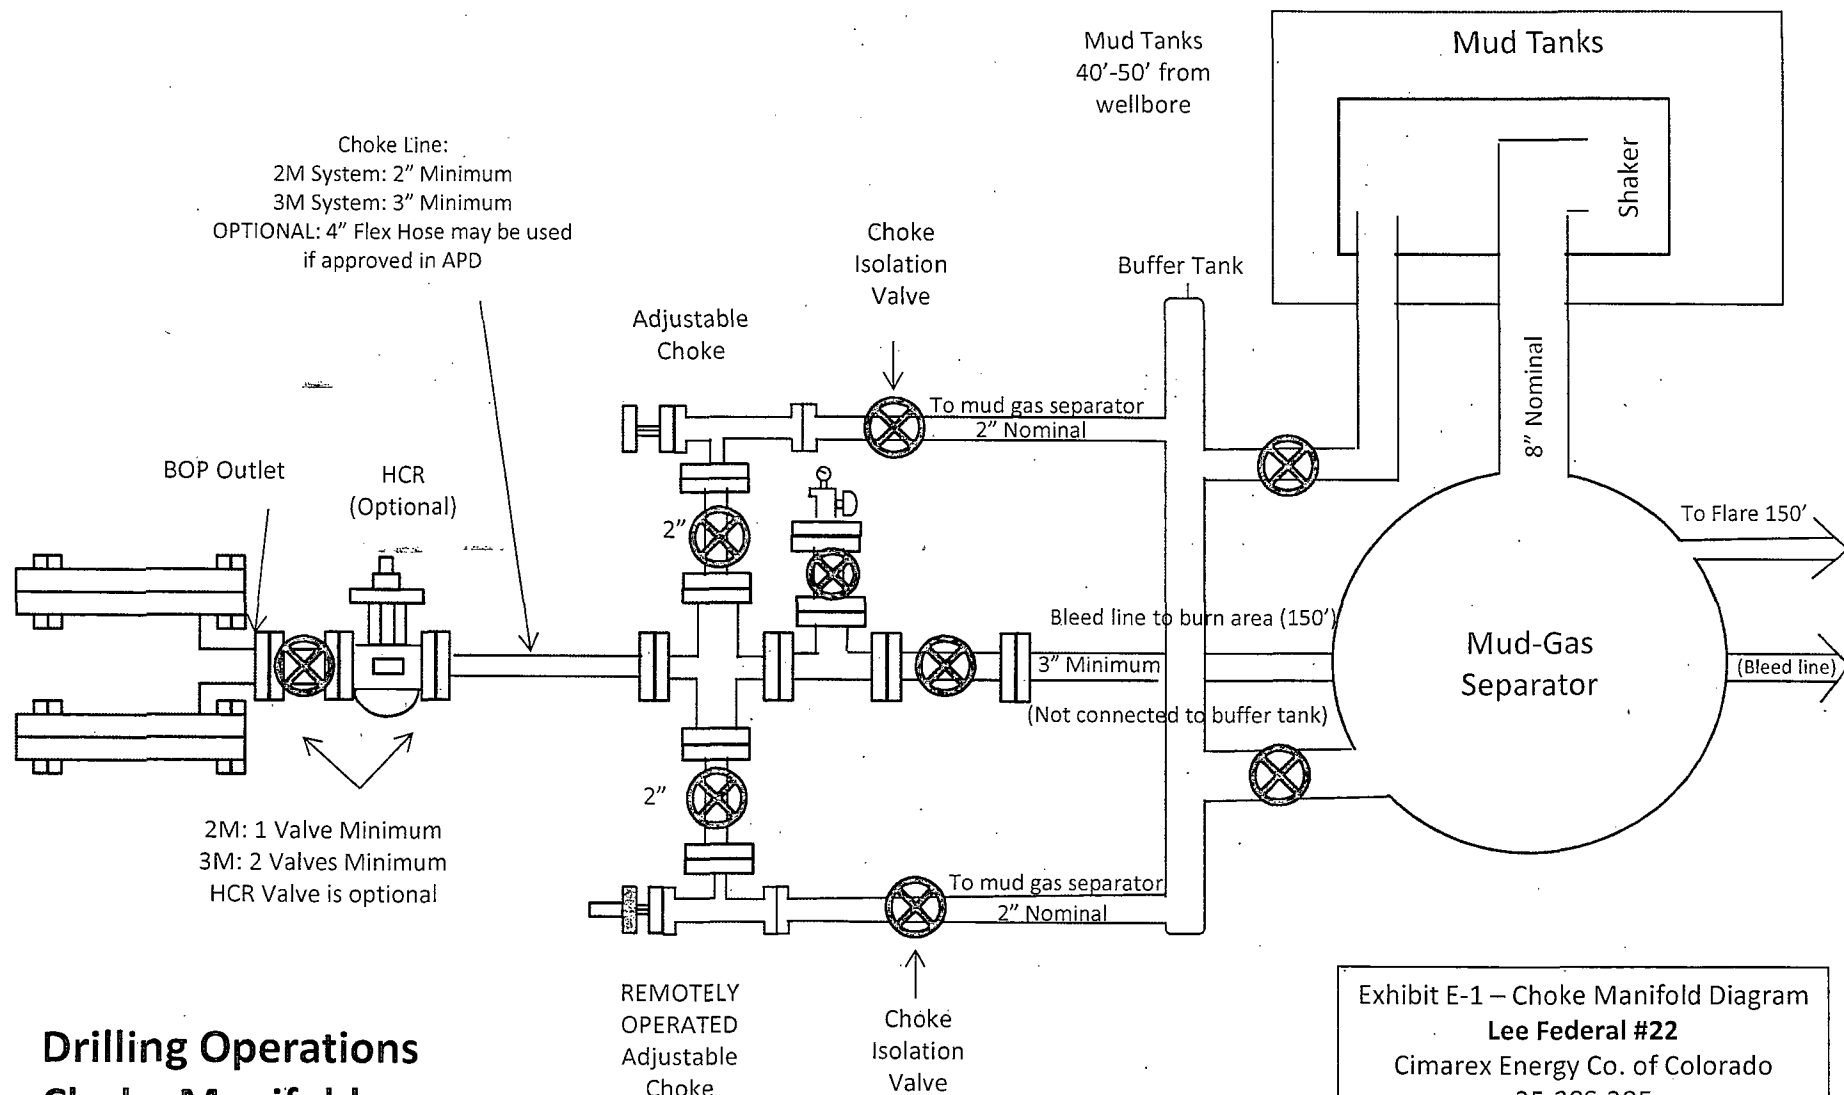 Mud Tanks
40'-50' from
wellbore
Mud Tanks
Shaker
Choke Line:
2M System: 2" Minimum
3M System: 3" Minimum
OPTIONAL: 4" Flex Hose may be used
if approved in APD
Choke
Isolation
Valve
Buffer Tank
Adjustable
Choke
8" Nominal
To mud gas separator
2" Nominal
BOP Outlet
HCR
(Optional)
2"
To Flare 150'
Bleed line to burn area (150')
3" Minimum
(Not connected to buffer tank)
Mud-Gas
Separator
(Bleed line)
2"
2M: 1 Valve Minimum
3M: 2 Valves Minimum
HCR Valve is optional
To mud gas separator
2" Nominal
REMOTELY
OPERATED
Adjustable
Choke
Choke
Isolation
Valve
Drilling Operations
Choke Manifold
Exhibit E-1 – Choke Manifold Diagram
Lee Federal #22
Cimarex Energy Co. of Colorado